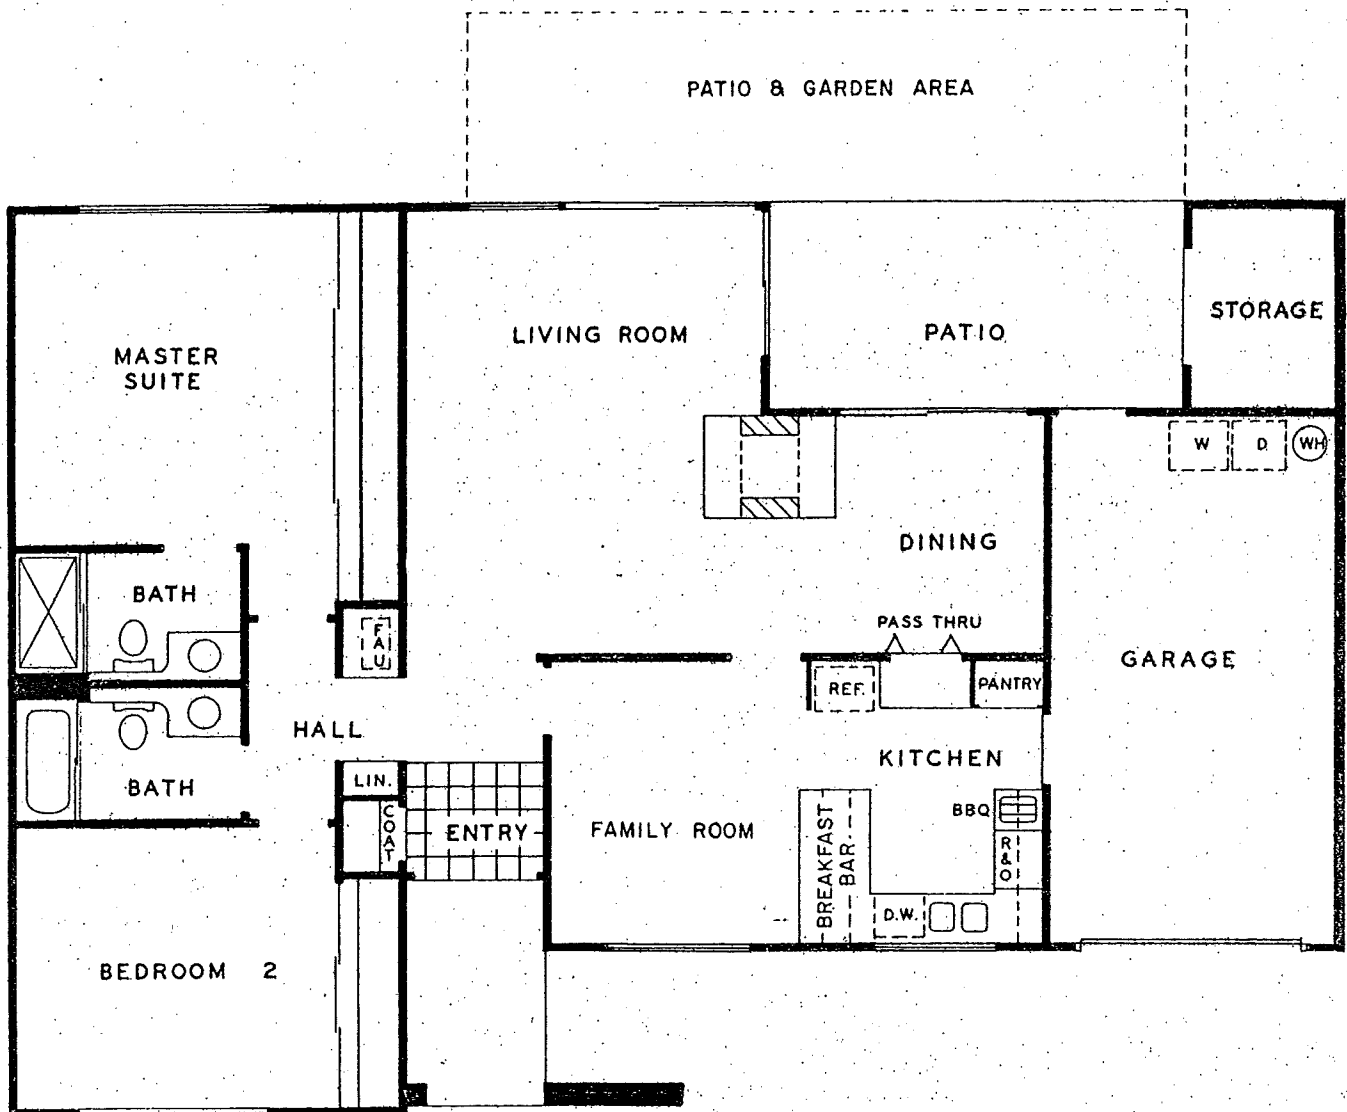 PATIO & GARDEN AREA
STORAGE
LIVING ROOM
PATIO
MASTER
SUITE
W
D
WH
DINING
BATH
PASS THRU
FAU
GARAGE
REF.
PANTRY
HALL
KITCHEN
LIN.
BATH
COAT
ENTRY
FAMILY ROOM
BREAKFAST
BAR
BBQ
R&O
D.W.
BEDROOM 2